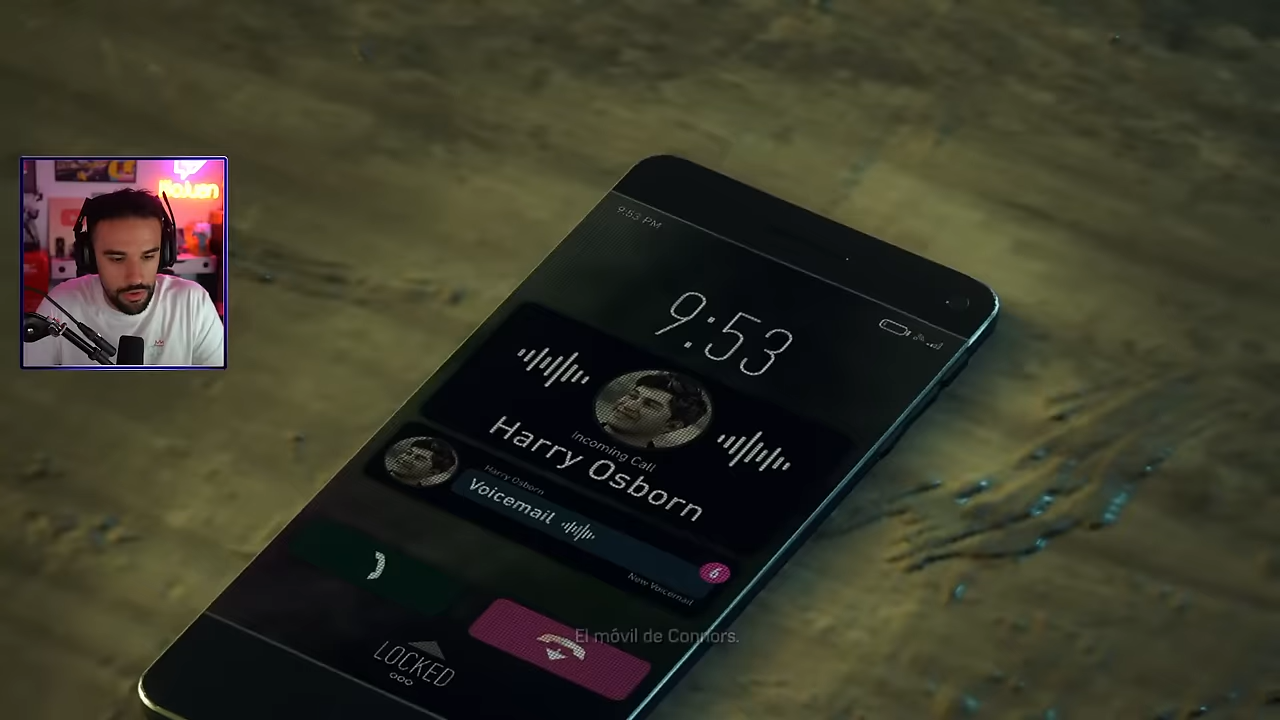 9:53 PM
9:53
Incoming Call
Harry Osborn
Harry Osborn
Voicemail
6
New Voicemail
LOCKED
El móvil de Connors.